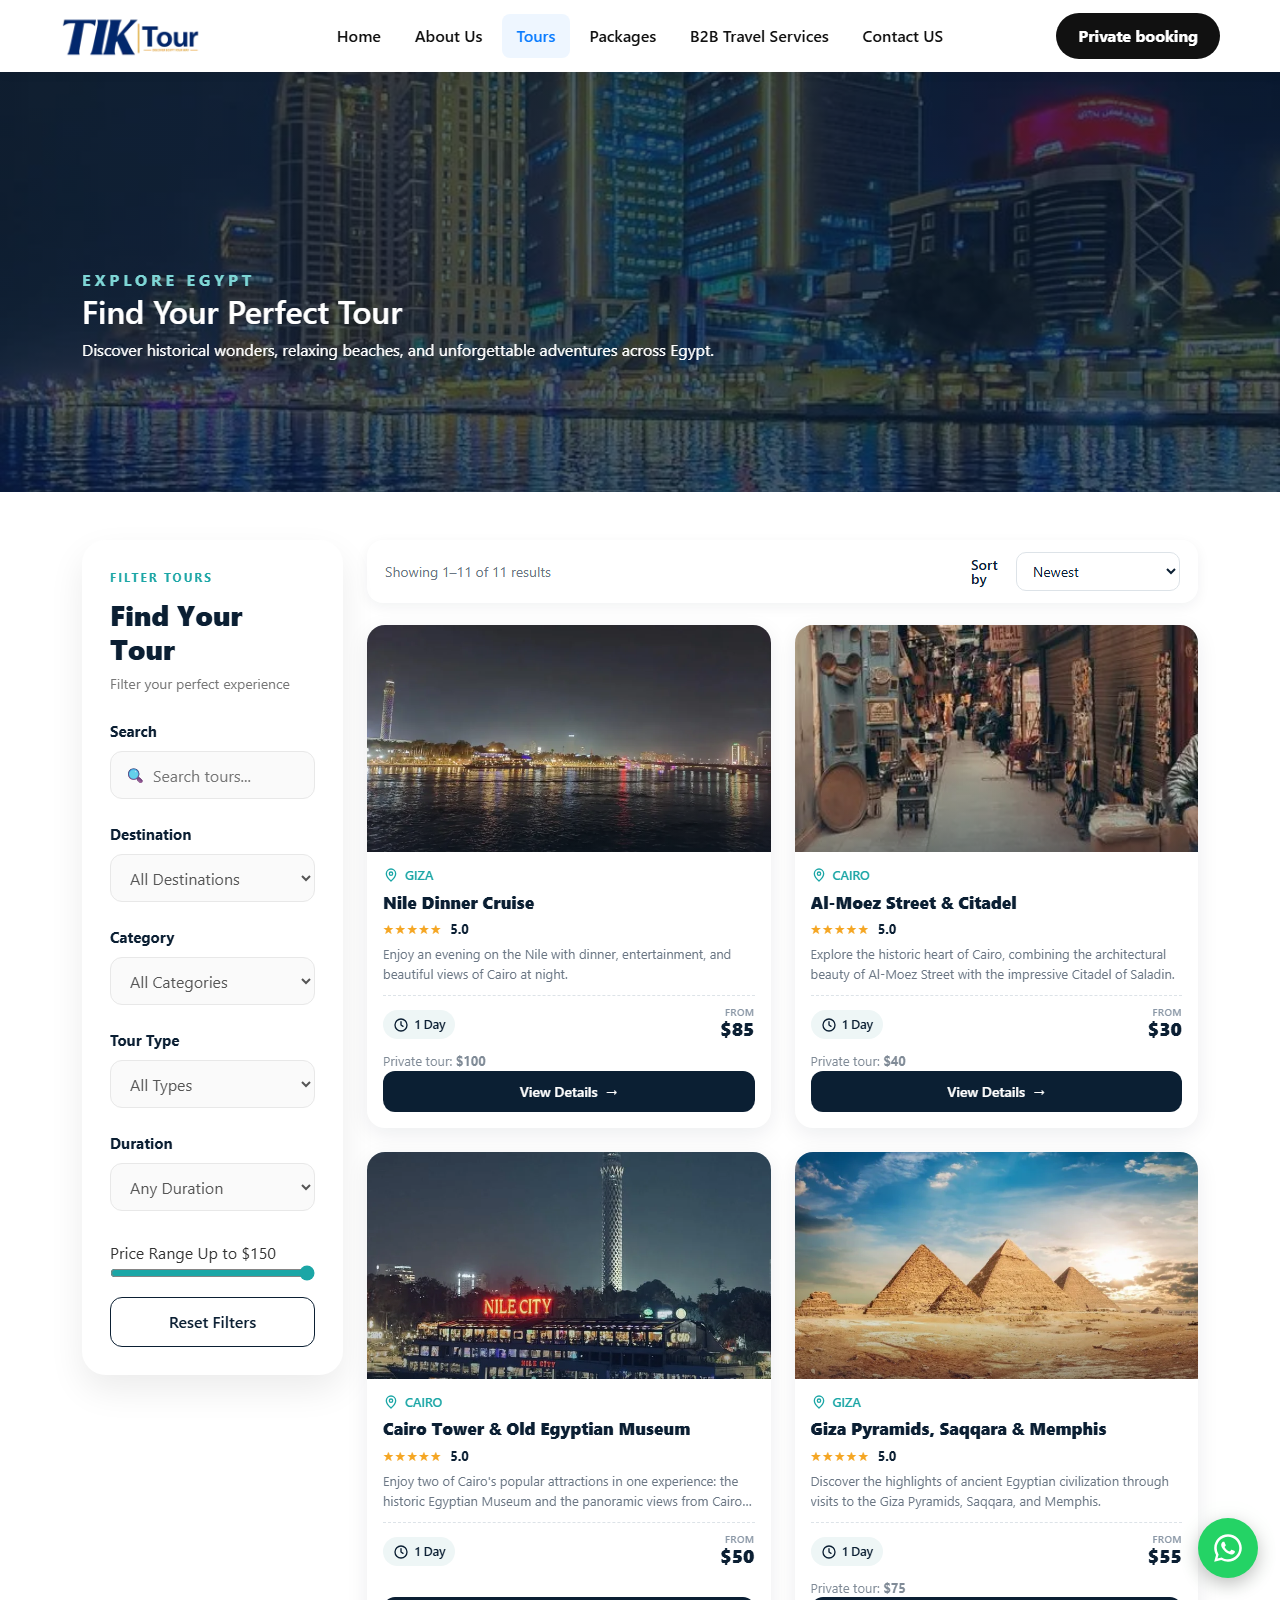 TIK Tour
Home
About Us
Tours
Packages
B2B Travel Services
Contact US
Private booking
EXPLORE EGYPT
Find Your Perfect Tour
Discover historical wonders, relaxing beaches, and unforgettable adventures across Egypt.
FILTER TOURS
Find Your
Tour
Filter your perfect experience
Search
Search tours...
Destination
All Destinations
Category
All Categories
Tour Type
All Types
Duration
Any Duration
Price Range Up to $150
Reset Filters
Showing 1–11 of 11 results
Sort
by
Newest
GIZA
Nile Dinner Cruise
★★★★★ 5.0
Enjoy an evening on the Nile with dinner, entertainment, and
beautiful views of Cairo at night.
1 Day
FROM
$85
Private tour: $100
View Details →
HELAL
CAIRO
Al-Moez Street & Citadel
★★★★★ 5.0
Explore the historic heart of Cairo, combining the architectural
beauty of Al-Moez Street with the impressive Citadel of Saladin.
1 Day
FROM
$30
Private tour: $40
View Details →
NILE CITY
NILE CITY
CAIRO
Cairo Tower & Old Egyptian Museum
★★★★★ 5.0
Enjoy two of Cairo's popular attractions in one experience: the
historic Egyptian Museum and the panoramic views from Cairo...
1 Day
FROM
$50
GIZA
Giza Pyramids, Saqqara & Memphis
★★★★★ 5.0
Discover the highlights of ancient Egyptian civilization through
visits to the Giza Pyramids, Saqqara, and Memphis.
1 Day
FROM
$55
Private tour: $75